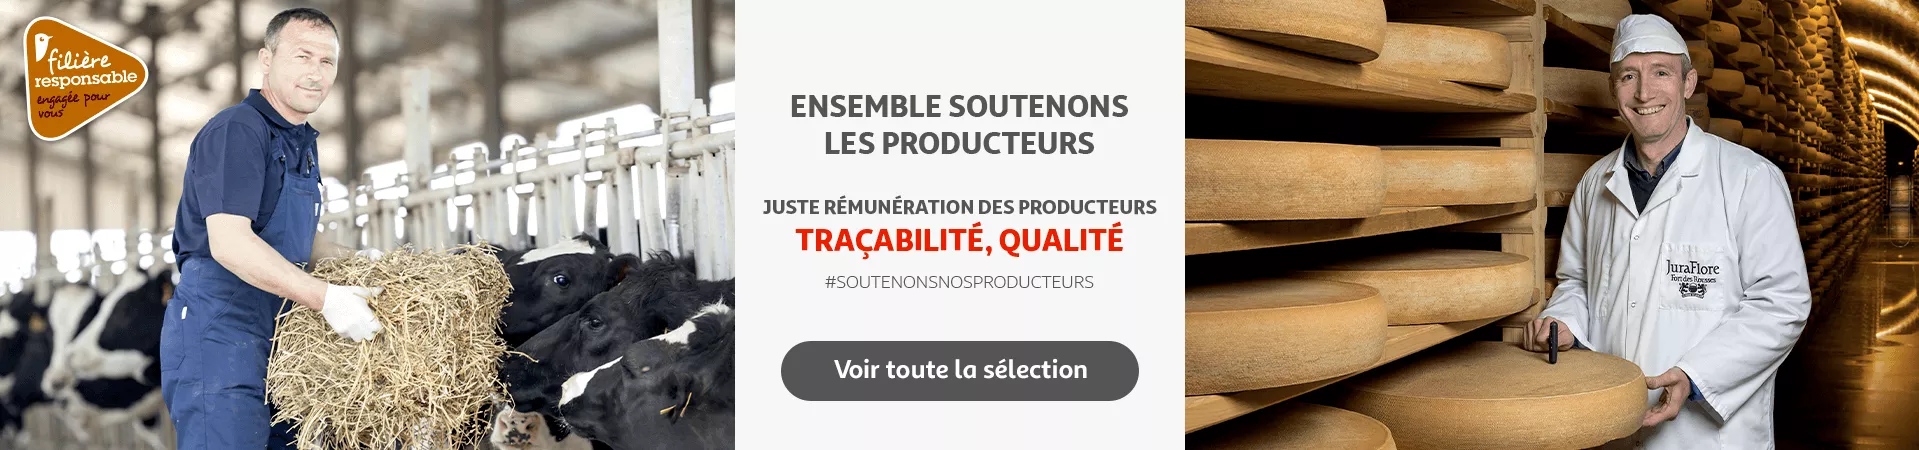 filière
responsable
engagée pour
vous
ENSEMBLE SOUTENONS
LES PRODUCTEURS
JUSTE RÉMUNÉRATION DES PRODUCTEURS
TRAÇABILITÉ, QUALITÉ
#SOUTENONSNOSPRODUCTEURS
Voir toute la sélection
JuraFlore
Fort des Rousses